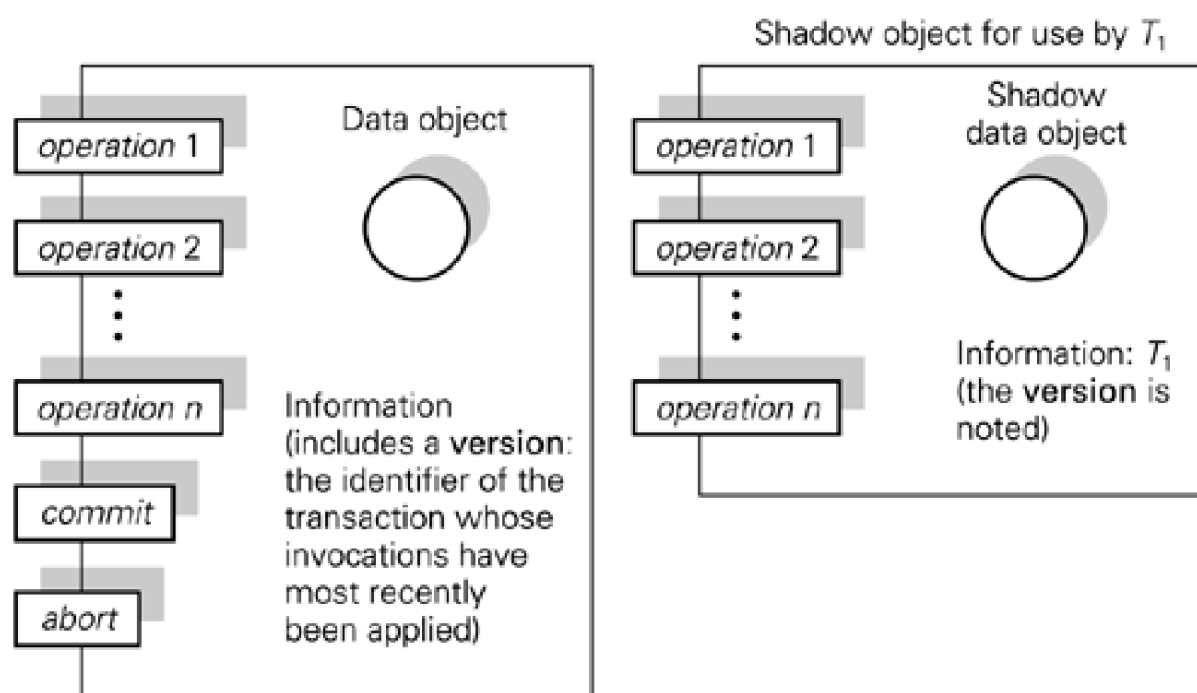 operation 1
operation 2
operation n
commit
abort
Data object
Information
(includes a version:
the identifier of the
transaction whose
invocations have
most recently
been applied)
Shadow object for use by T1
operation 1
operation 2
operation n
Shadow
data object
Information: T1
(the version is
noted)